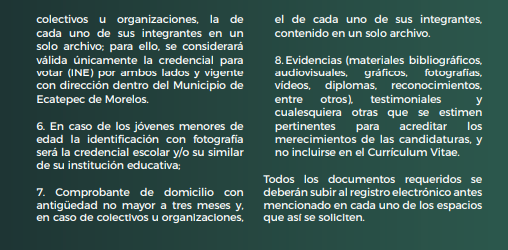 colectivos u organizaciones, la de
cada uno de sus integrantes en un
solo archivo; para ello, se considerará
válida únicamente la credencial para
votar (INE) por ambos lados y vigente
con dirección dentro del Municipio de
Ecatepec de Morelos.
6. En caso de los jóvenes menores de
edad la identificación con fotografía
será la credencial escolar y/o su similar
de su institución educativa;
7. Comprobante de domicilio con
antigüedad no mayor a tres meses y,
en caso de colectivos u organizaciones,
el de cada uno de sus integrantes,
contenido en un solo archivo.
8. Evidencias (materiales bibliográficos,
audiovisuales, gráficos, fotografías,
vídeos, diplomas, reconocimientos,
entre otros), testimoniales y
cualesquiera otras que se estimen
pertinentes para acreditar los
merecimientos de las candidaturas, y
no incluirse en el Currículum Vitae.
Todos los documentos requeridos se
deberán subir al registro electrónico antes
mencionado en cada uno de los espacios
que así se soliciten.